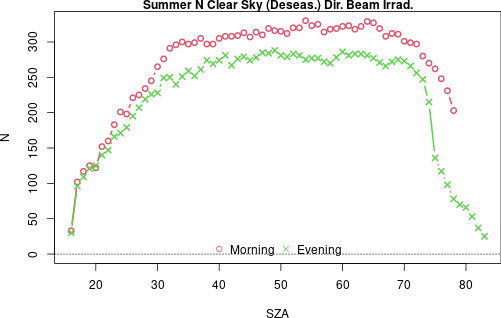 Summer N Clear Sky (Deseas.) Dir. Beam Irrad.
N
300
250
200
150
100
50
0
Morning Evening
20 30 40 50 60 70 80
SZA